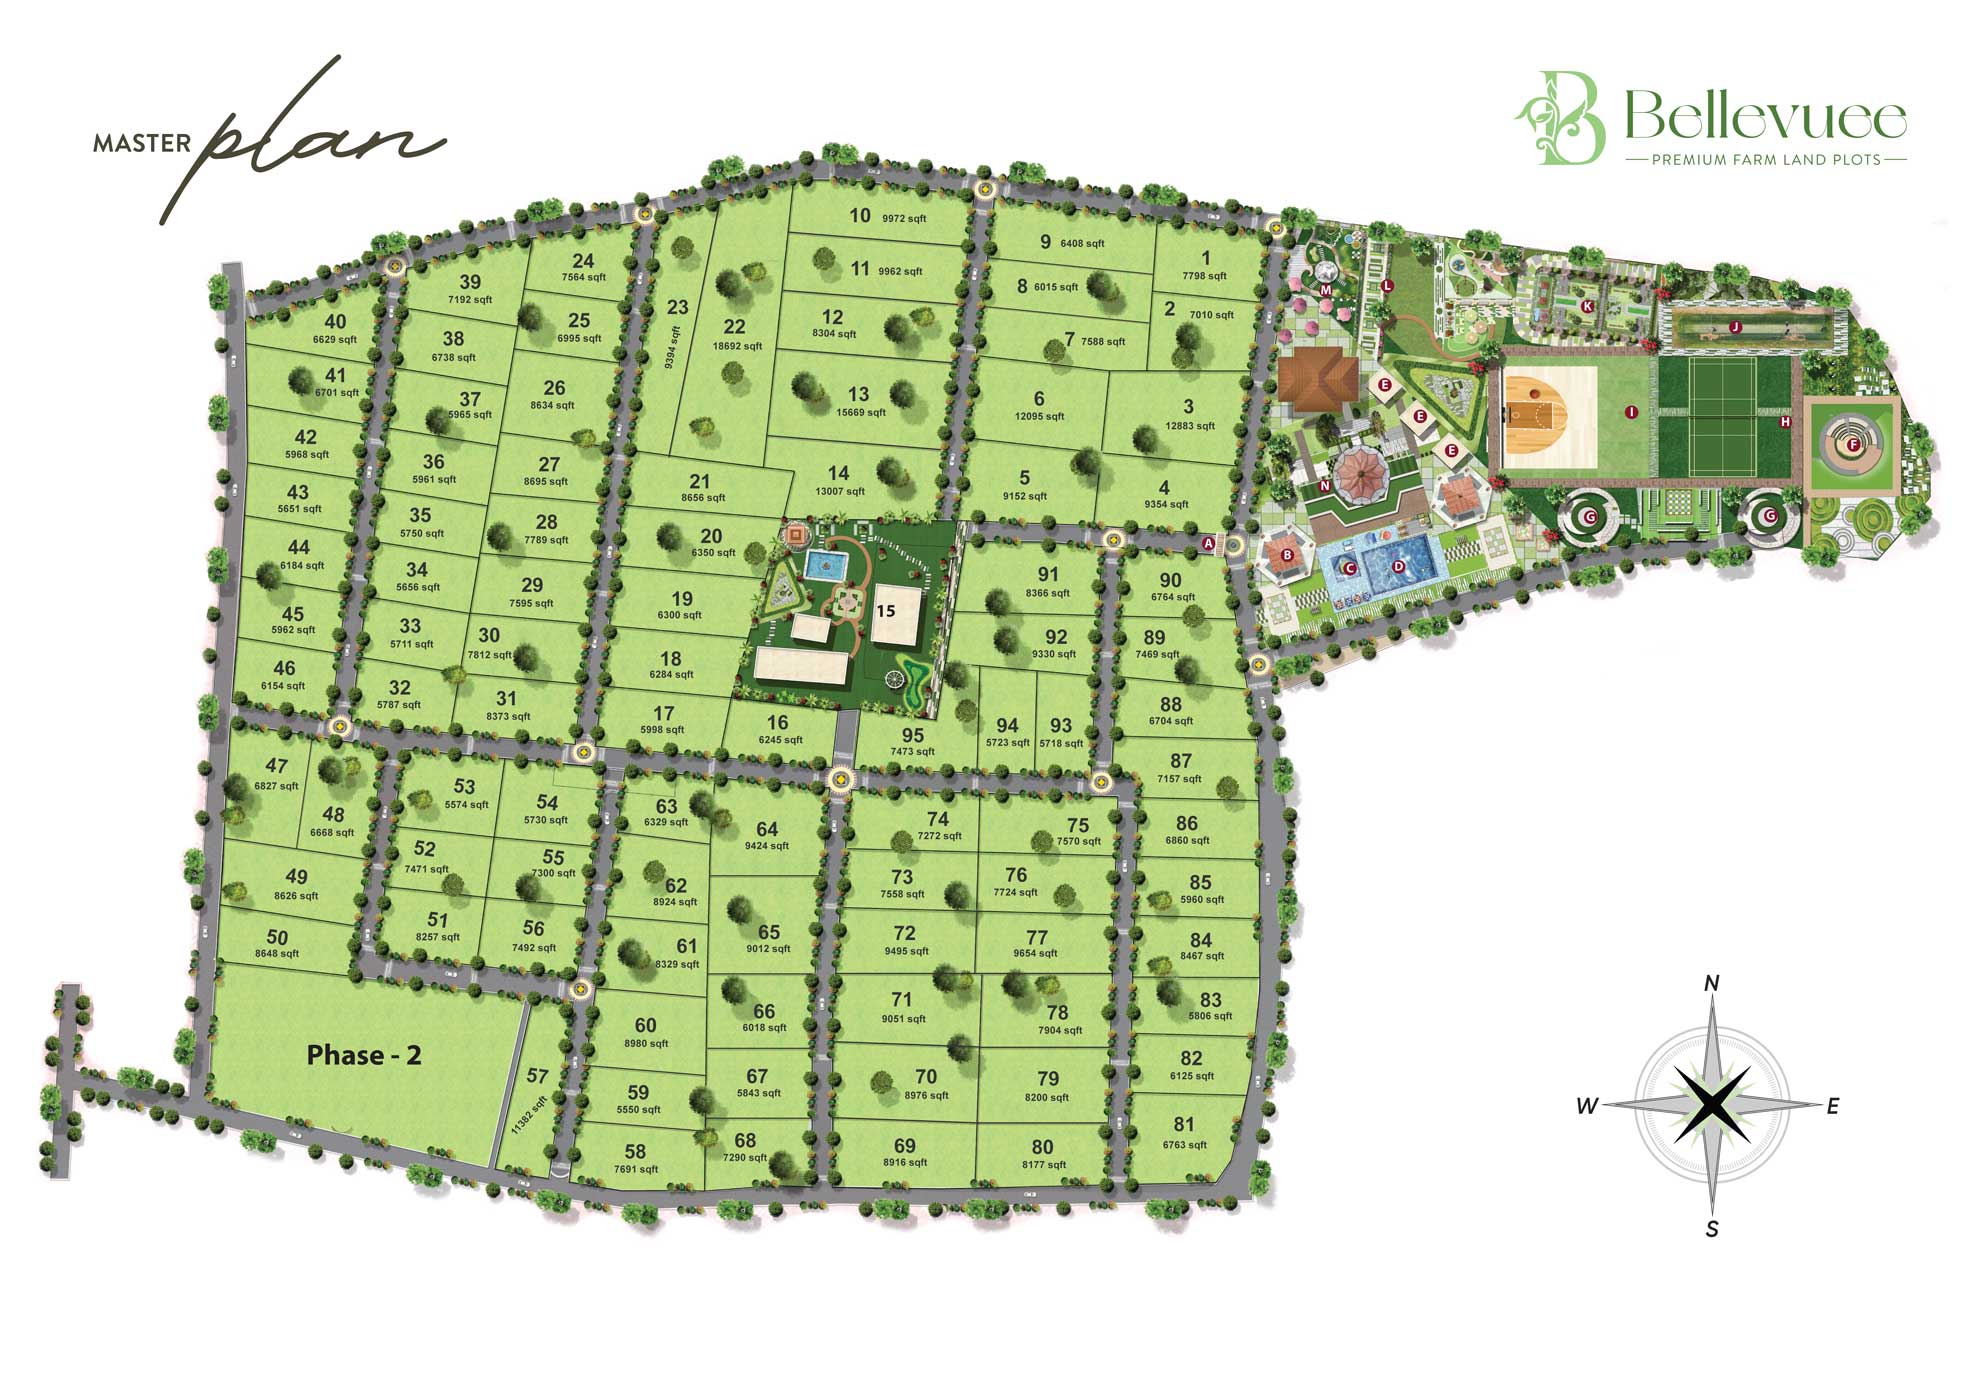 MASTER plan
B Bellevuee
PREMIUM FARM LAND PLOTS
10 9972 sqft
9 6408 sqft
1
7798 sqft
24
7564 sqft
11 9962 sqft
39
7192 sqft
8 6015 sqft
2 7010 sqft
23
9394 sqft
22
18692 sqft
12
8304 sqft
40
6629 sqft
25
6995 sqft
38
6738 sqft
7 7588 sqft
41
6701 sqft
26
8634 sqft
13
15669 sqft
6
12095 sqft
3
12883 sqft
37
5965 sqft
42
5968 sqft
36
5961 sqft
27
8695 sqft
21
8656 sqft
14
13007 sqft
5
9152 sqft
4
9354 sqft
43
5651 sqft
35
5750 sqft
28
7789 sqft
20
6350 sqft
44
6184 sqft
34
5656 sqft
29
7595 sqft
19
6300 sqft
15
91
8366 sqft
90
6764 sqft
45
5962 sqft
33
5711 sqft
30
7812 sqft
18
6284 sqft
92
9330 sqft
89
7469 sqft
46
6154 sqft
32
5787 sqft
31
8373 sqft
17
5998 sqft
16
6245 sqft
95
7473 sqft
94
5723 sqft
93
5718 sqft
88
6704 sqft
87
7157 sqft
47
6827 sqft
48
6668 sqft
53
5574 sqft
54
5730 sqft
63
6329 sqft
64
9424 sqft
74
7272 sqft
75
7570 sqft
86
6860 sqft
52
7471 sqft
55
7300 sqft
49
8626 sqft
62
8924 sqft
73
7558 sqft
76
7724 sqft
85
5960 sqft
50
8648 sqft
51
8257 sqft
56
7492 sqft
61
8329 sqft
65
9012 sqft
72
9495 sqft
77
9654 sqft
84
8467 sqft
60
8980 sqft
66
6018 sqft
71
9051 sqft
78
7904 sqft
83
5806 sqft
Phase - 2
57
11382 sqft
59
5550 sqft
67
5843 sqft
70
8976 sqft
79
8200 sqft
82
6125 sqft
58
7691 sqft
68
7290 sqft
69
8916 sqft
80
8177 sqft
81
6763 sqft
M
L
K
J
E
E
E
I
H
F
N
G
G
A
B
C
D
N
W
E
S